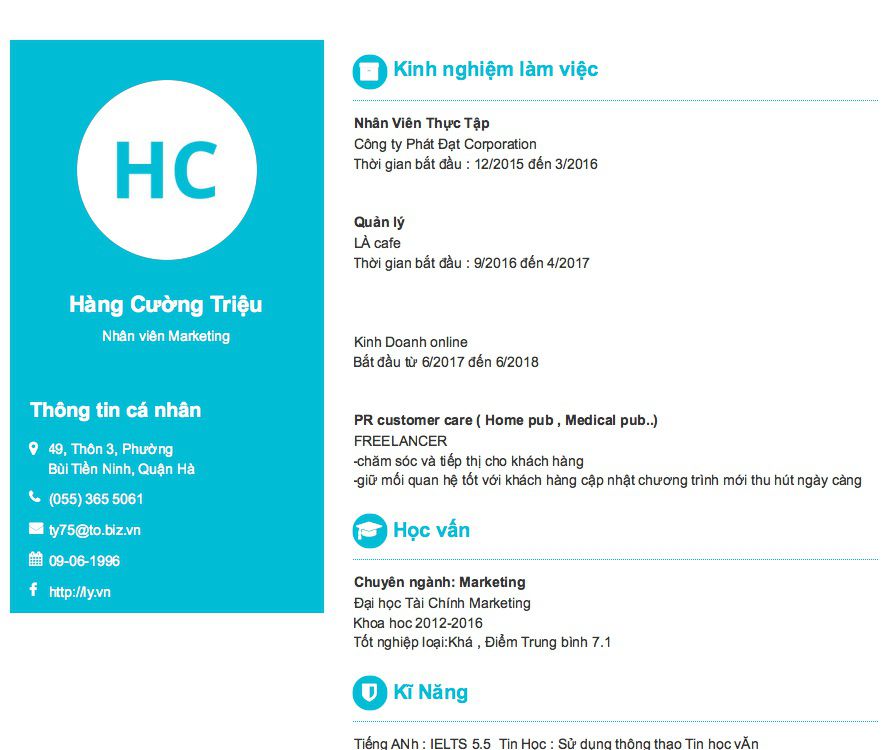 HC
Hàng Cường Triệu
Nhân viên Marketing
Thông tin cá nhân
49, Thôn 3, Phường
Bùi Tiền Ninh, Quận Hà
(055) 365 5061
ty75@to.biz.vn
09-06-1996
http://ly.vn
Kinh nghiệm làm việc
Nhân Viên Thực Tập
Công ty Phát Đạt Corporation
Thời gian bắt đầu : 12/2015 đến 3/2016
Quản lý
LÀ cafe
Thời gian bắt đầu : 9/2016 đến 4/2017
Kinh Doanh online
Bắt đầu từ 6/2017 đến 6/2018
PR customer care ( Home pub , Medical pub..)
FREELANCER
-chăm sóc và tiếp thị cho khách hàng
-giữ mối quan hệ tốt với khách hàng cập nhật chương trình mới thu hút ngày càng
Học vấn
Chuyên ngành: Marketing
Đại học Tài Chính Marketing
Khoa hoc 2012-2016
Tốt nghiệp loại:Khá , Điểm Trung bình 7.1
Kĩ Năng
Tiếng ANh : IELTS 5.5 Tin Học : Sử dụng thông thạo Tin học vĂn